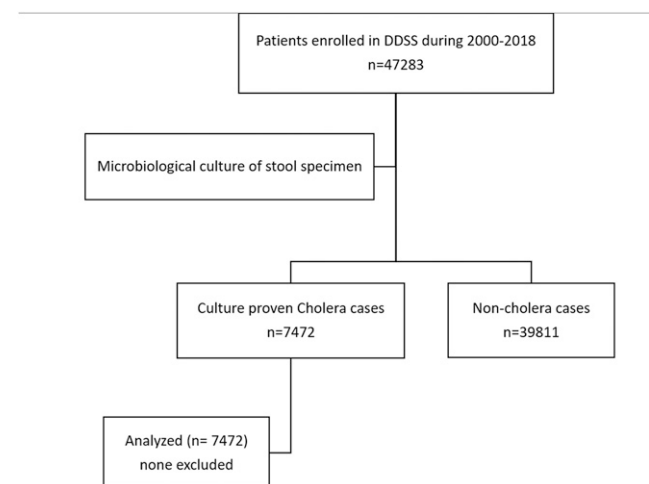 Patients enrolled in DDSS during 2000-2018
n=47283
Microbiological culture of stool specimen
Culture proven Cholera cases
n=7472
Non-cholera cases
n=39811
Analyzed (n= 7472)
none excluded